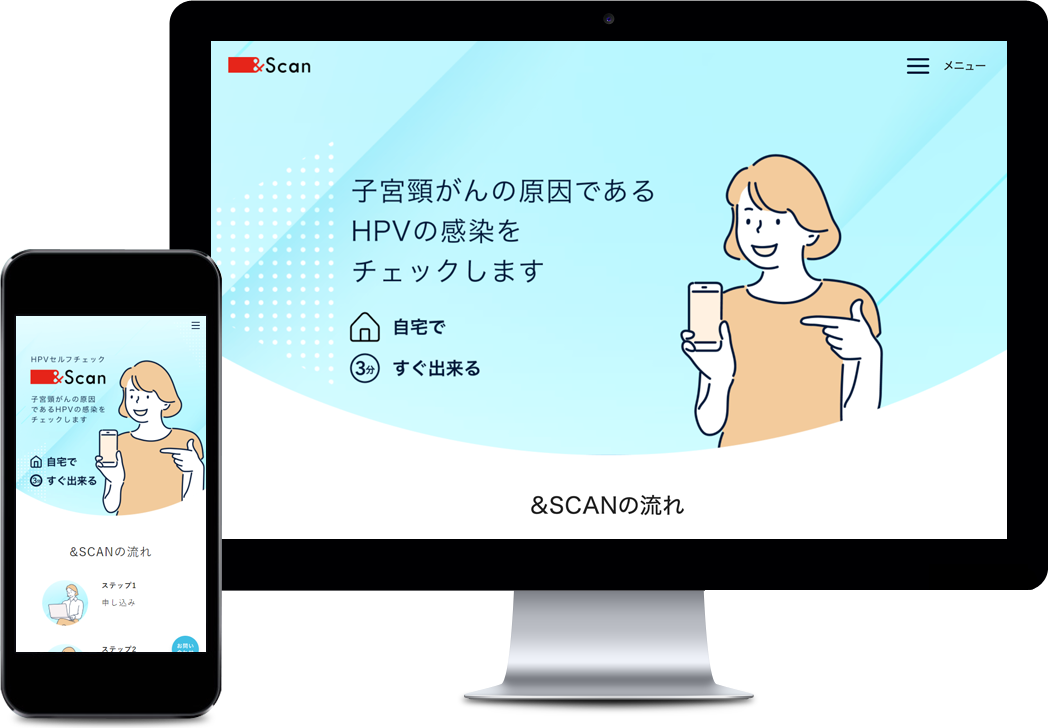 &Scan
メニュー
子宮頸がんの原因である
HPVの感染を
チェックします
自宅で
3分
すぐ出来る
&SCANの流れ
HPVセルフチェック
&Scan
子宮頸がんの原因
であるHPVの感染を
チェックします
自宅で
3分
すぐ出来る
&SCANの流れ
ステップ1
申し込み
ステップ2
お問い